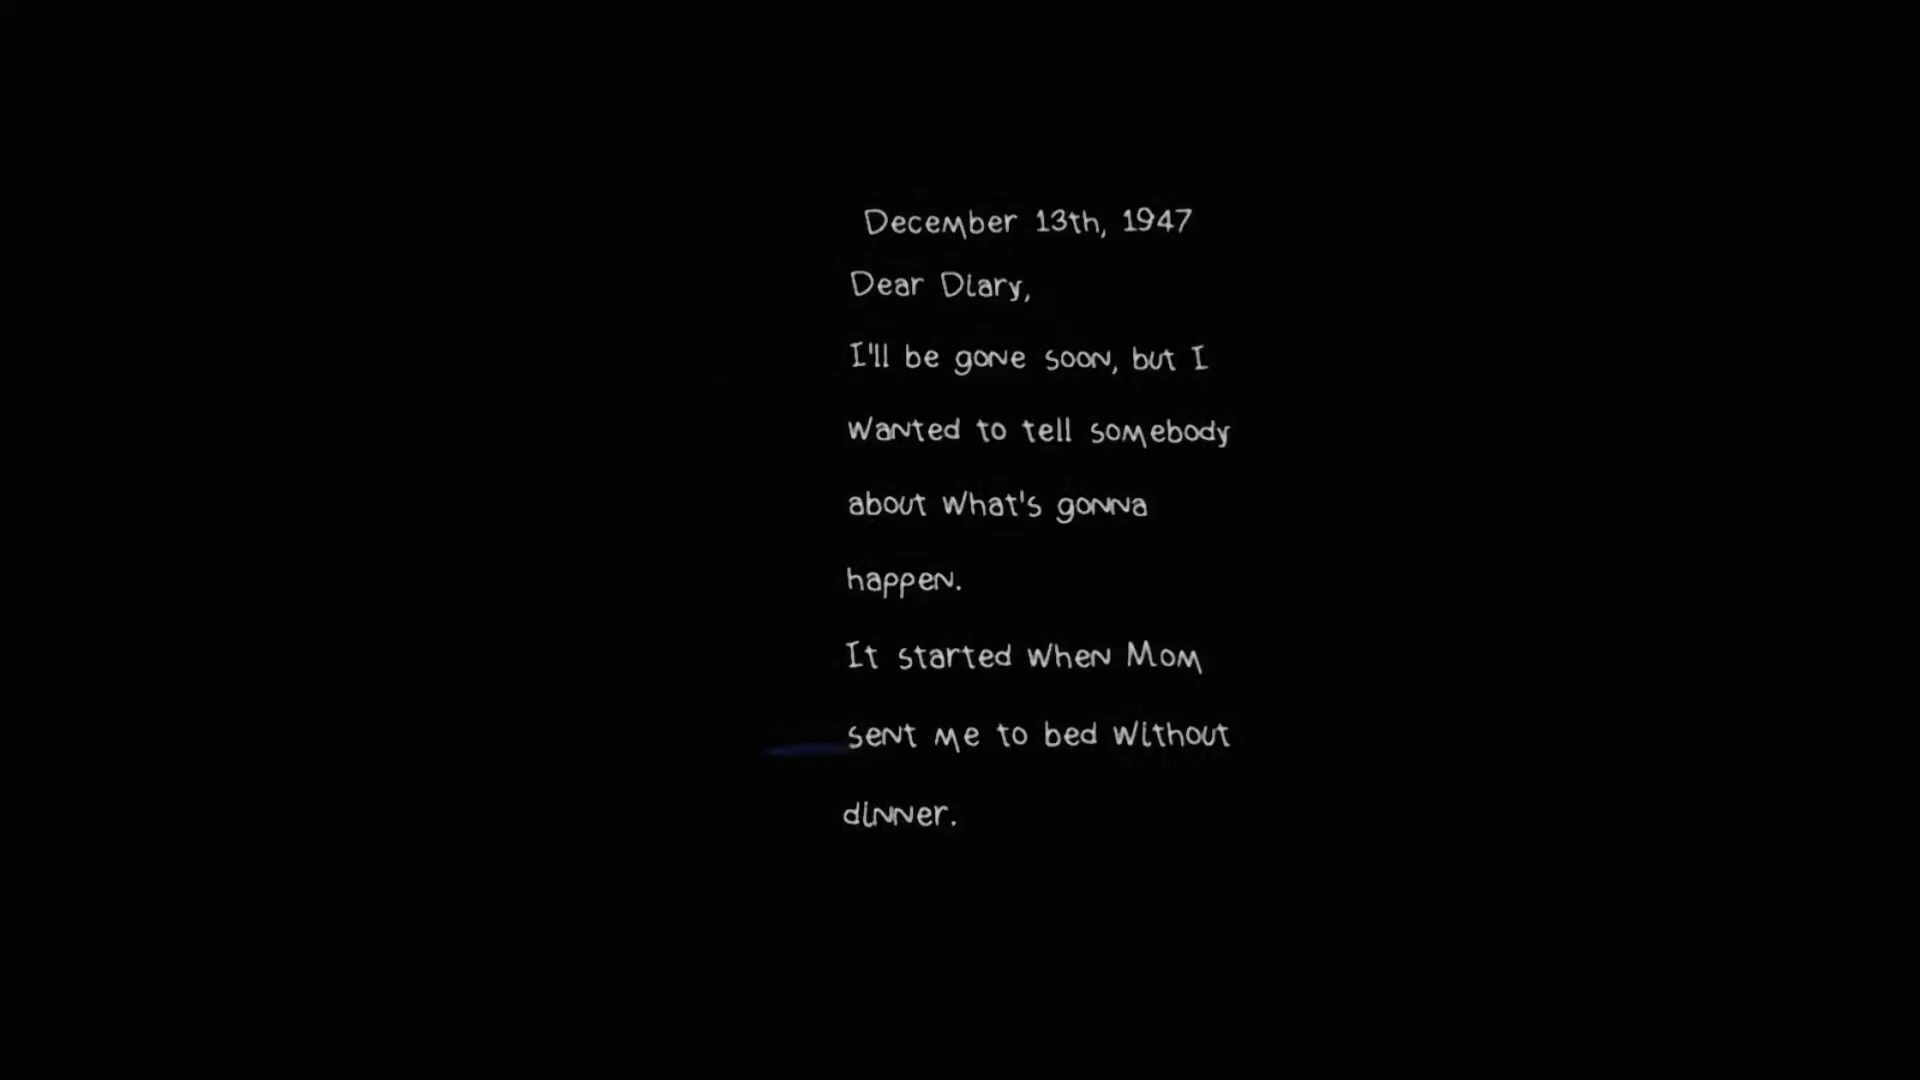 December 13th, 1947
Dear Diary,
I'll be gone soon, but I
wanted to tell somebody
about what's gonna
happen.
It started when Mom
sent me to bed without
dinner.